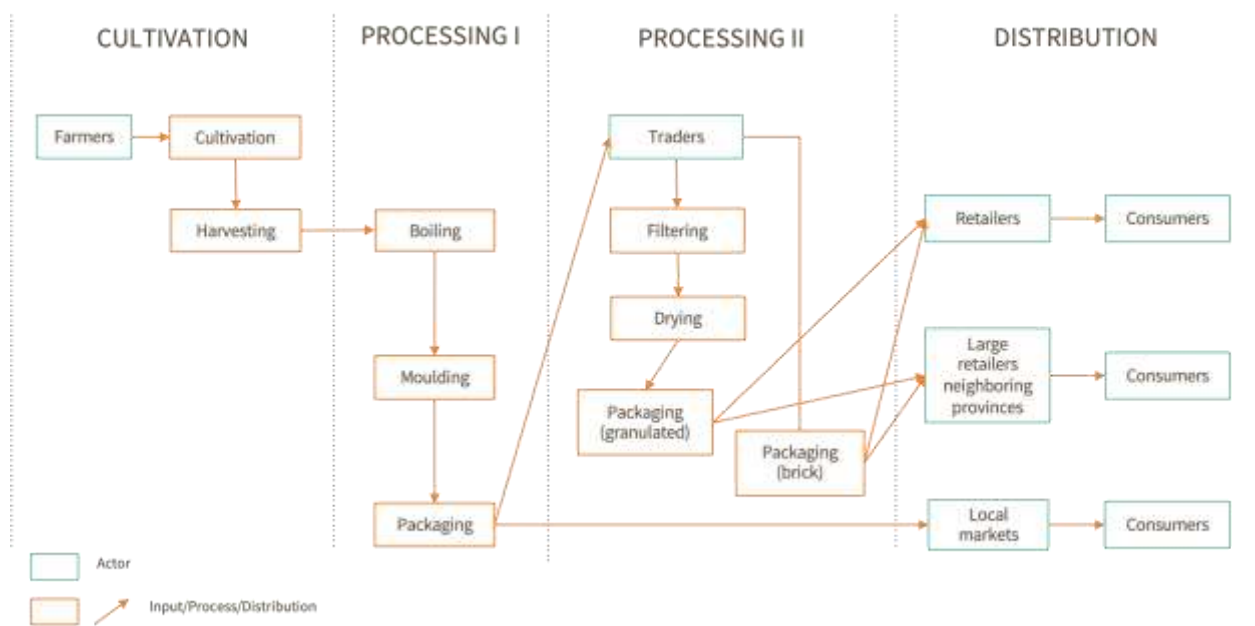 CULTIVATION
PROCESSING I
PROCESSING II
DISTRIBUTION
Farmers
Cultivation
Traders
Harvesting
Boiling
Filtering
Retailers
Consumers
Drying
Moulding
Large
retailers
neighboring
provinces
Consumers
Packaging
(granulated)
Packaging
(brick)
Packaging
Local
markets
Consumers
Actor
Input/Process/Distribution